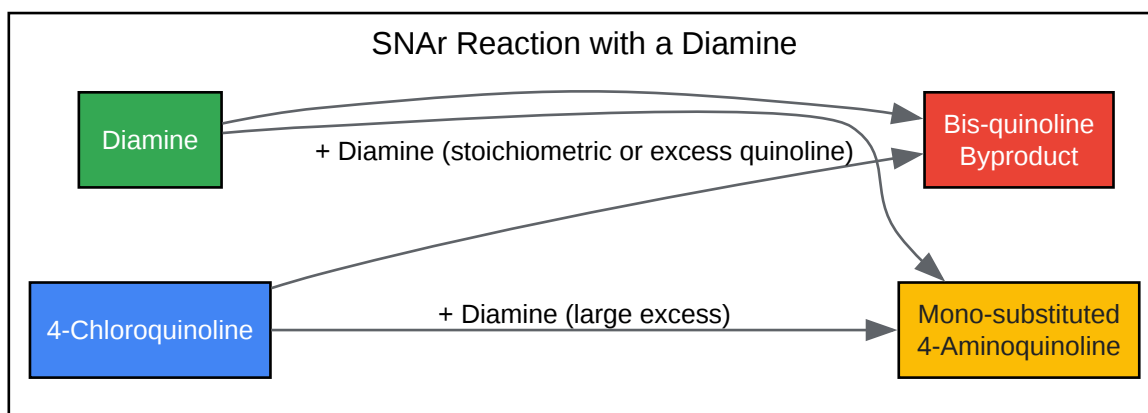 SNAr Reaction with a Diamine
Diamine
Bis-quinoline
Byproduct
+ Diamine (stoichiometric or excess quinoline)
4-Chloroquinoline
+ Diamine (large excess)
Mono-substituted
4-Aminoquinoline